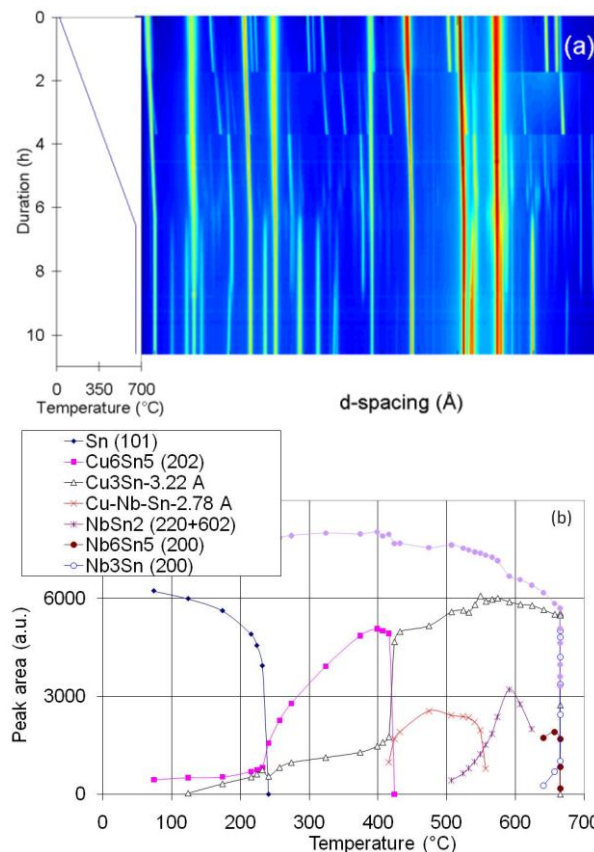 (a)
0
2
4
6
8
10
Duration (h)
0 350 700
Temperature (°C)
d-spacing (Å)
Sn (101)
Cu6Sn5 (202)
Cu3Sn-3.22 A
Cu-Nb-Sn-2.78 A
NbSn2 (220+602)
Nb6Sn5 (200)
Nb3Sn (200)
(b)
6000
3000
0
Peak area (a.u.)
0 100 200 300 400 500 600 700
Temperature (°C)